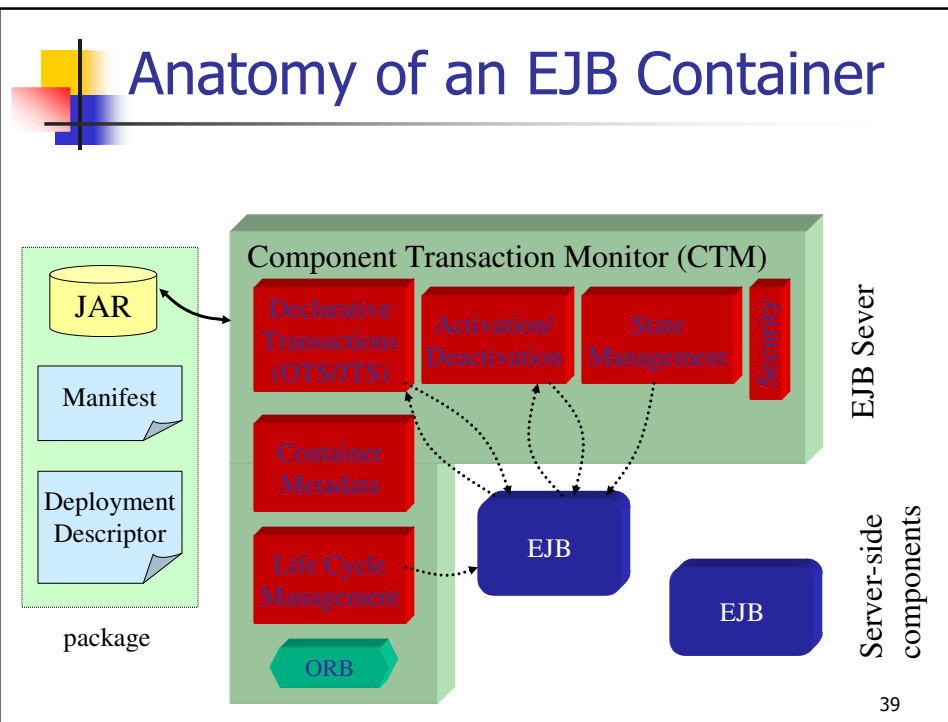 Anatomy of an EJB Container
Component Transaction Monitor (CTM)
JAR
Manifest
Deployment
Descriptor
package
Declarative
Transactions
(OTS/JTS)
Activation/
Deactivation
State
Management
Security
Container
Metadata
Life Cycle
Management
ORB
EJB
EJB
EJB Sever
Server-side
components
39